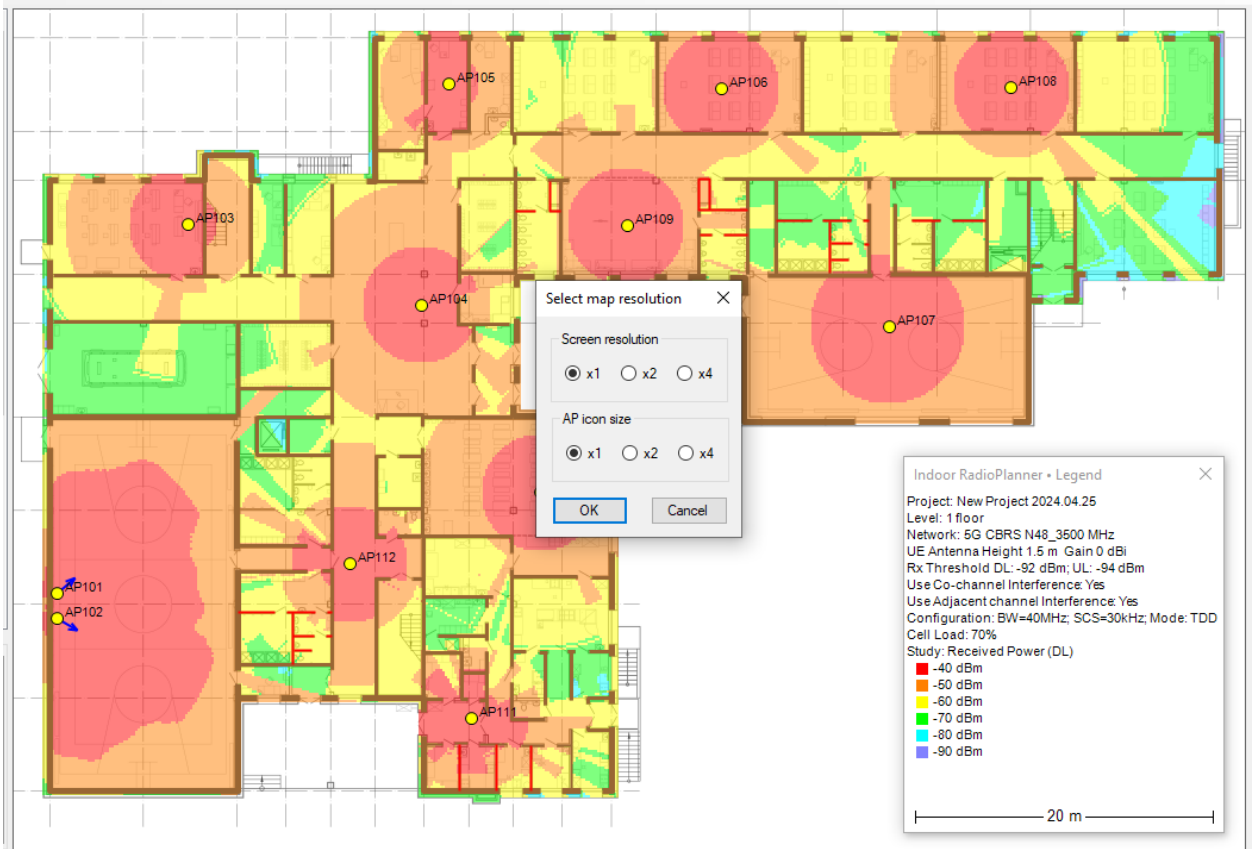 AP105
AP106
AP108
AP103
AP109
AP104
AP107
Select map resolution
Screen resolution
x1 x2 x4
AP icon size
x1 x2 x4
OK Cancel
AP112
AP101
AP102
AP111
Indoor RadioPlanner • Legend
Project: New Project 2024.04.25
Level: 1 floor
Network: 5G CBRS N48_3500 MHz
UE Antenna Height 1.5 m Gain 0 dBi
Rx Threshold DL: -92 dBm; UL: -94 dBm
Use Co-channel Interference: Yes
Use Adjacent channel Interference: Yes
Configuration: BW=40MHz; SCS=30kHz; Mode: TDD
Cell Load: 70%
Study: Received Power (DL)
-40 dBm
-50 dBm
-60 dBm
-70 dBm
-80 dBm
-90 dBm
20 m